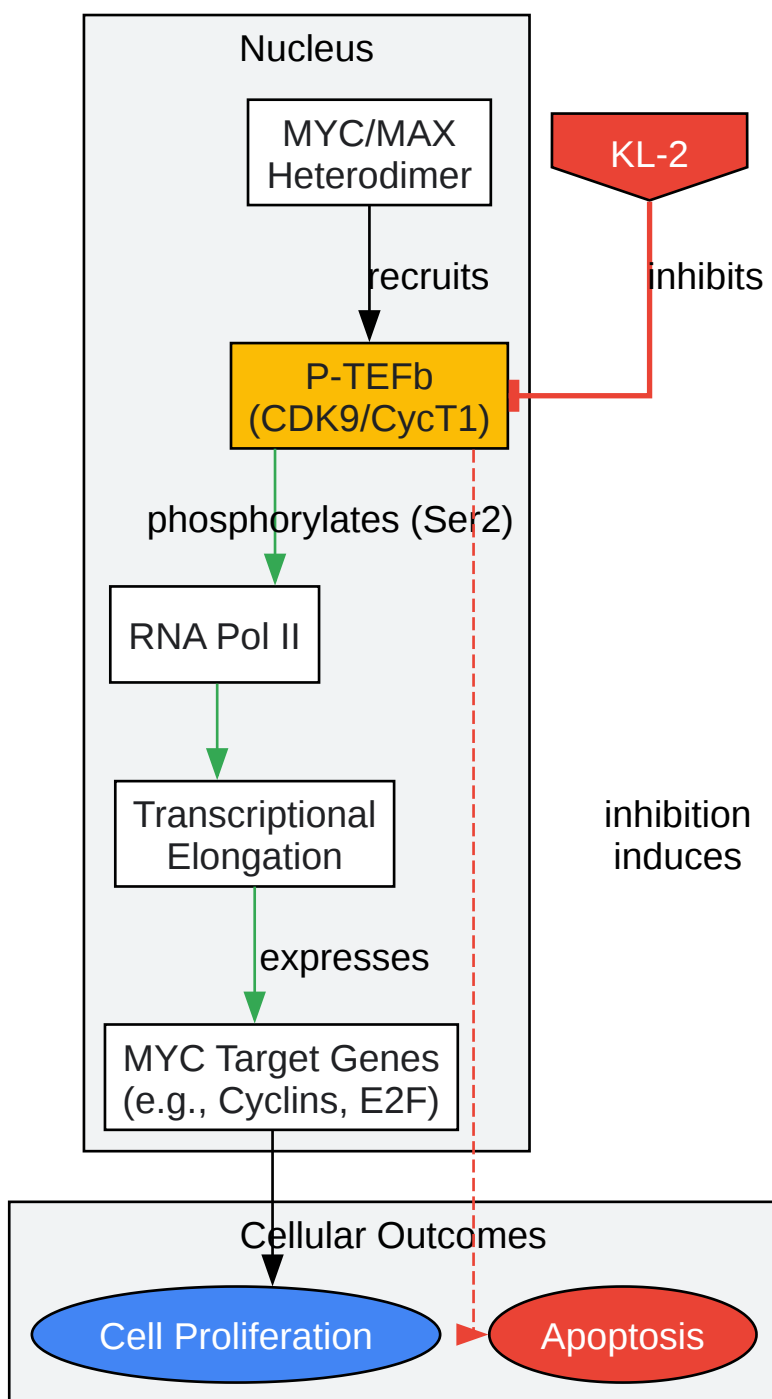 Nucleus
MYC/MAX
Heterodimer
KL-2
recruits
inhibits
P-TEFb
(CDK9/CycT1)
phosphorylates (Ser2)
RNA Pol II
Transcriptional
Elongation
inhibition
induces
expresses
MYC Target Genes
(e.g., Cyclins, E2F)
Cellular Outcomes
Cell Proliferation
Apoptosis